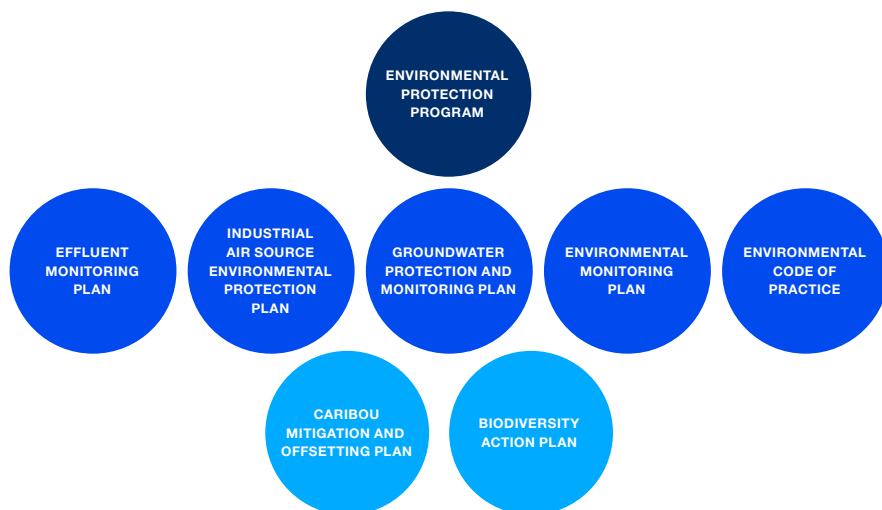 ENVIRONMENTAL
PROTECTION
PROGRAM
EFFLUENT
MONITORING
PLAN
INDUSTRIAL
AIR SOURCE
ENVIRONMENTAL
PROTECTION
PLAN
GROUNDWATER
PROTECTION AND
MONITORING PLAN
ENVIRONMENTAL
MONITORING
PLAN
ENVIRONMENTAL
CODE OF
PRACTICE
CARIBOU
MITIGATION AND
OFFSETTING PLAN
BIODIVERSITY
ACTION PLAN